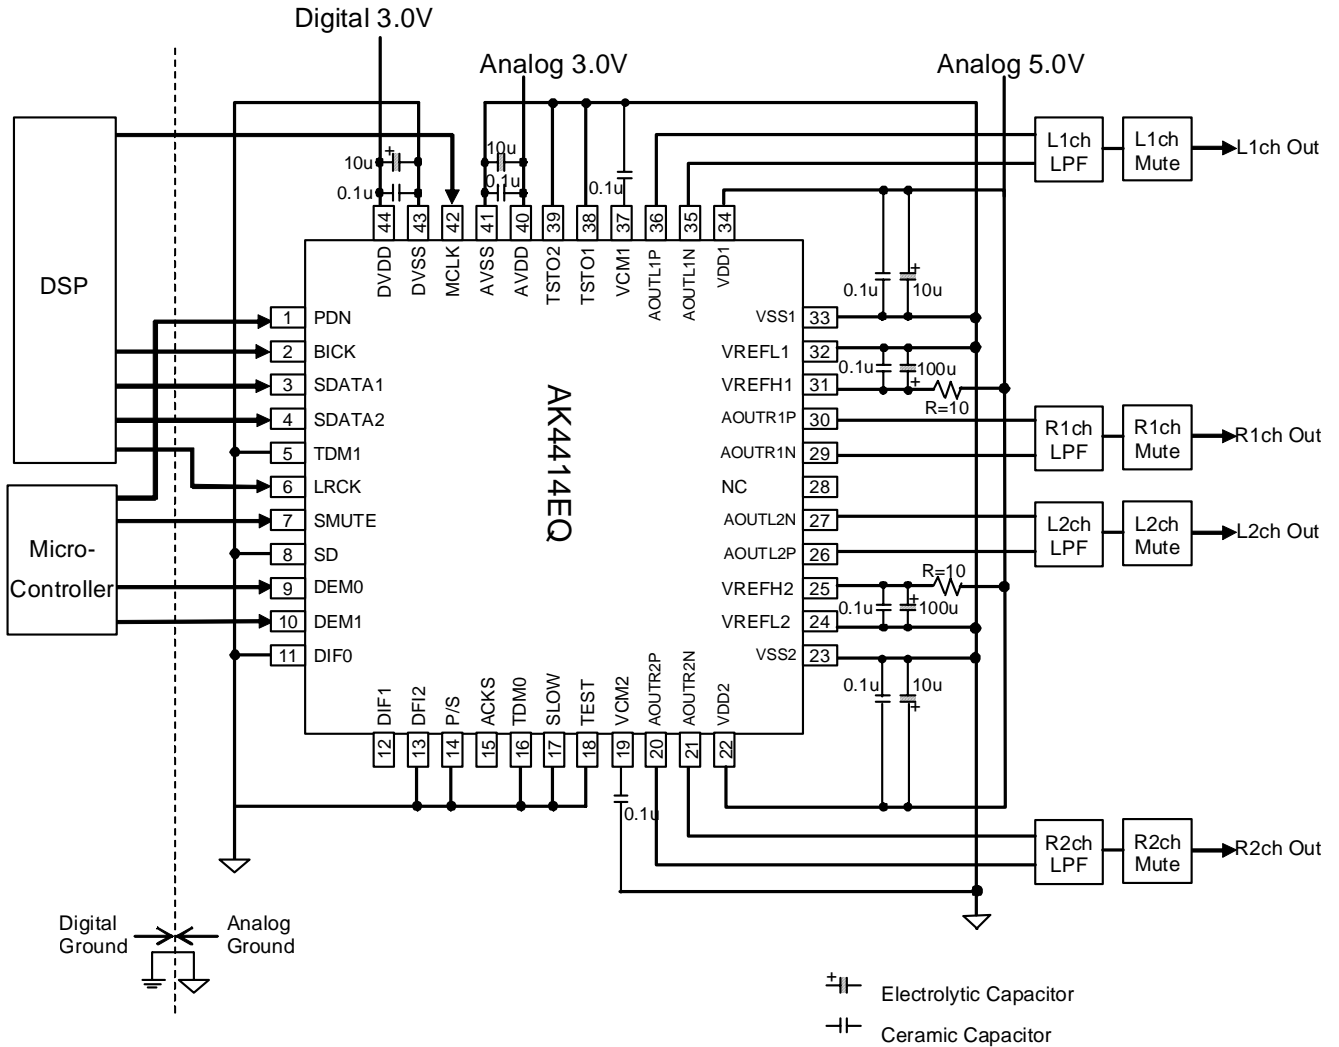 Digital 3.0V
Analog 3.0V
Analog 5.0V
DSP
Micro-
Controller
10u
+
0.1u
10u
0.1u
0.1u
44
43
42
41
40
39
38
37
36
35
34
DVDD
DVSS
MCLK
AVSS
AVDD
TSTO2
TSTO1
VCM1
AOUTL1P
AOUTL1N
VDD1
1 PDN
2 BICK
3 SDATA1
4 SDATA2
5 TDM1
6 LRCK
7 SMUTE
8 SD
9 DEM0
10 DEM1
11 DIF0
AK4414EQ
VSS1 33
VREFL1 32
VREFH1 31
AOUTR1P 30
AOUTR1N 29
NC 28
AOUTL2N 27
AOUTL2P 26
VREFH2 25
VREFL2 24
VSS2 23
DIF1
DFI2
P/S
ACKS
TDM0
SLOW
TEST
VCM2
AOUTR2P
AOUTR2N
VDD2
12
13
14
15
16
17
18
19
20
21
22
0.1u
0.1u
+
10u
0.1u
100u
+
R=10
R=10
0.1u
+
100u
0.1u
10u
+
L1ch
LPF
L1ch
Mute
L1ch Out
R1ch
LPF
R1ch
Mute
R1ch Out
L2ch
LPF
L2ch
Mute
L2ch Out
R2ch
LPF
R2ch
Mute
R2ch Out
Digital
Ground
Analog
Ground
+
Electrolytic Capacitor
Ceramic Capacitor